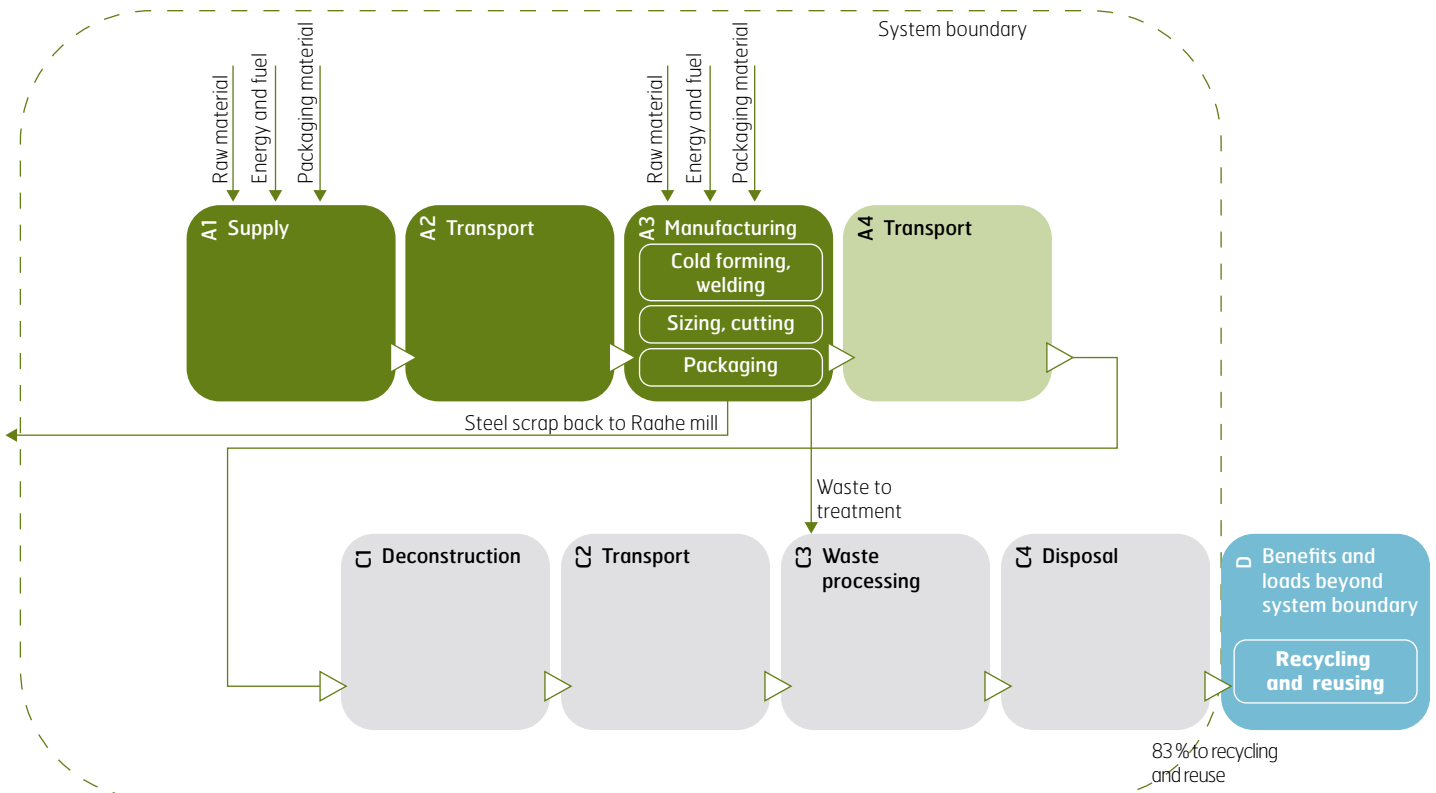 System boundary
Raw material
Energy and fuel
Packaging material
Raw material
Energy and fuel
Packaging material
A1 Supply
A2 Transport
A3 Manufacturing
Cold forming,
welding
Sizing, cutting
Packaging
A4 Transport
Steel scrap back to Raahe mill
Waste to
treatment
C1 Deconstruction
C2 Transport
C3 Waste
processing
C4 Disposal
D Benefits and
loads beyond
system boundary
Recycling
and reusing
83 % to recycling
and reuse